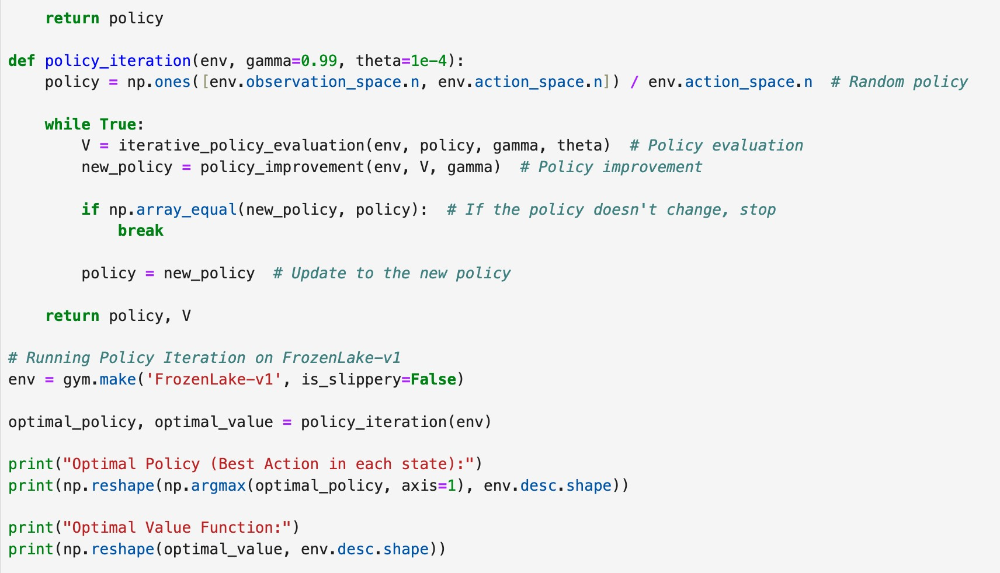 return policy

def policy_iteration(env, gamma=0.99, theta=1e-4):
    policy = np.ones([env.observation_space.n, env.action_space.n]) / env.action_space.n  # Random policy

    while True:
        V = iterative_policy_evaluation(env, policy, gamma, theta)  # Policy evaluation
        new_policy = policy_improvement(env, V, gamma)  # Policy improvement

        if np.array_equal(new_policy, policy):  # If the policy doesn't change, stop
            break

        policy = new_policy  # Update to the new policy

    return policy, V

# Running Policy Iteration on FrozenLake-v1
env = gym.make('FrozenLake-v1', is_slippery=False)

optimal_policy, optimal_value = policy_iteration(env)

print("Optimal Policy (Best Action in each state):")
print(np.reshape(np.argmax(optimal_policy, axis=1), env.desc.shape))

print("Optimal Value Function:")
print(np.reshape(optimal_value, env.desc.shape))